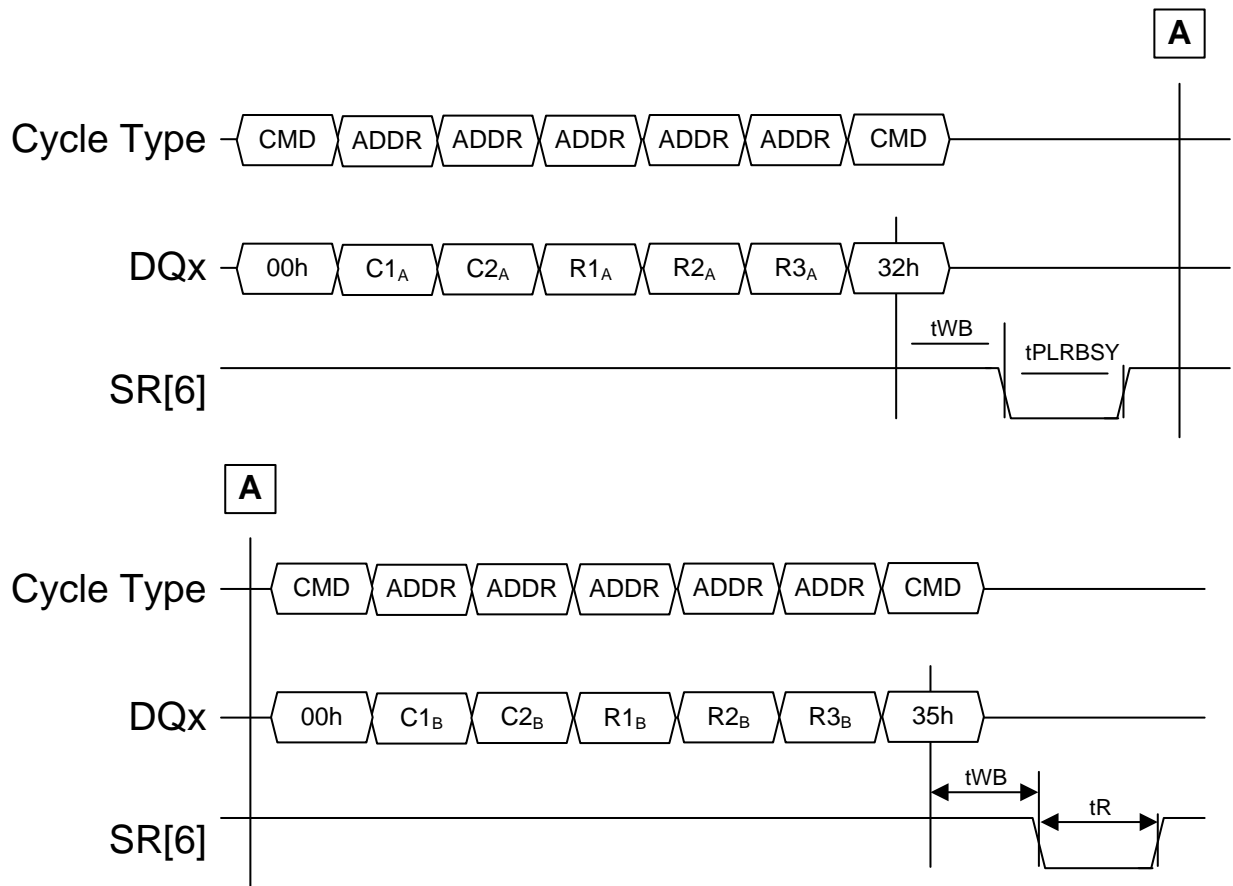 A
Cycle Type CMD ADDR ADDR ADDR ADDR ADDR CMD
DQx 00h C1A C2A R1A R2A R3A 32h
tWB
tPLRBSY
SR[6]
A
Cycle Type CMD ADDR ADDR ADDR ADDR ADDR CMD
DQx 00h C1B C2B R1B R2B R3B 35h
tWB
tR
SR[6]